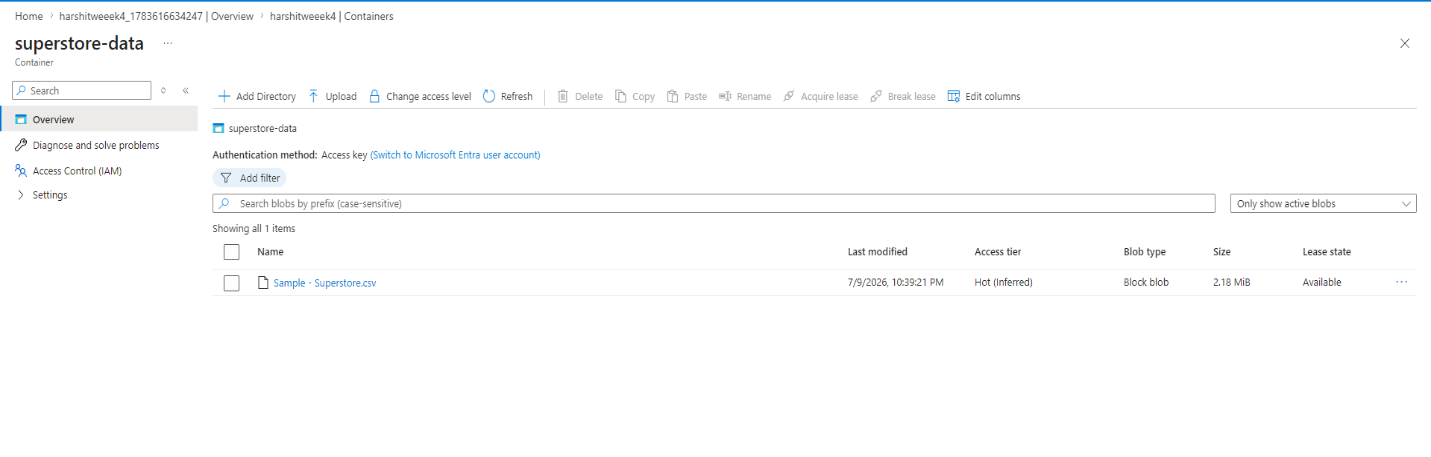 Home > harshitweeek4_1783616634247 | Overview > harshitweeek4 | Containers
superstore-data ...
Container
Search
Add Directory Upload Change access level Refresh Delete Copy Paste Rename Acquire lease Break lease Edit columns
Overview
Diagnose and solve problems
Access Control (IAM)
Settings
superstore-data
Authentication method: Access key (Switch to Microsoft Entra user account)
Add filter
Search blobs by prefix (case-sensitive) Only show active blobs
Showing all 1 items
Name Last modified Access tier Blob type Size Lease state
Sample - Superstore.csv 7/9/2026, 10:39:21 PM Hot (Inferred) Block blob 2.18 MiB Available ...